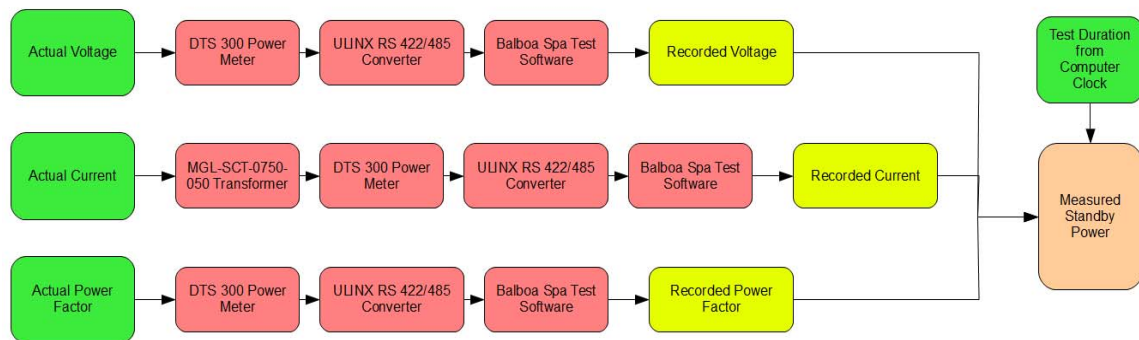 Actual Voltage
DTS 300 Power
Meter
ULINX RS 422/485
Converter
Balboa Spa Test
Software
Recorded Voltage
Test Duration
from
Computer
Clock
Actual Current
MGL-SCT-0750-
050 Transformer
DTS 300 Power
Meter
ULINX RS 422/485
Converter
Balboa Spa Test
Software
Recorded Current
Measured
Standby
Power
Actual Power
Factor
DTS 300 Power
Meter
ULINX RS 422/485
Converter
Balboa Spa Test
Software
Recorded Power
Factor